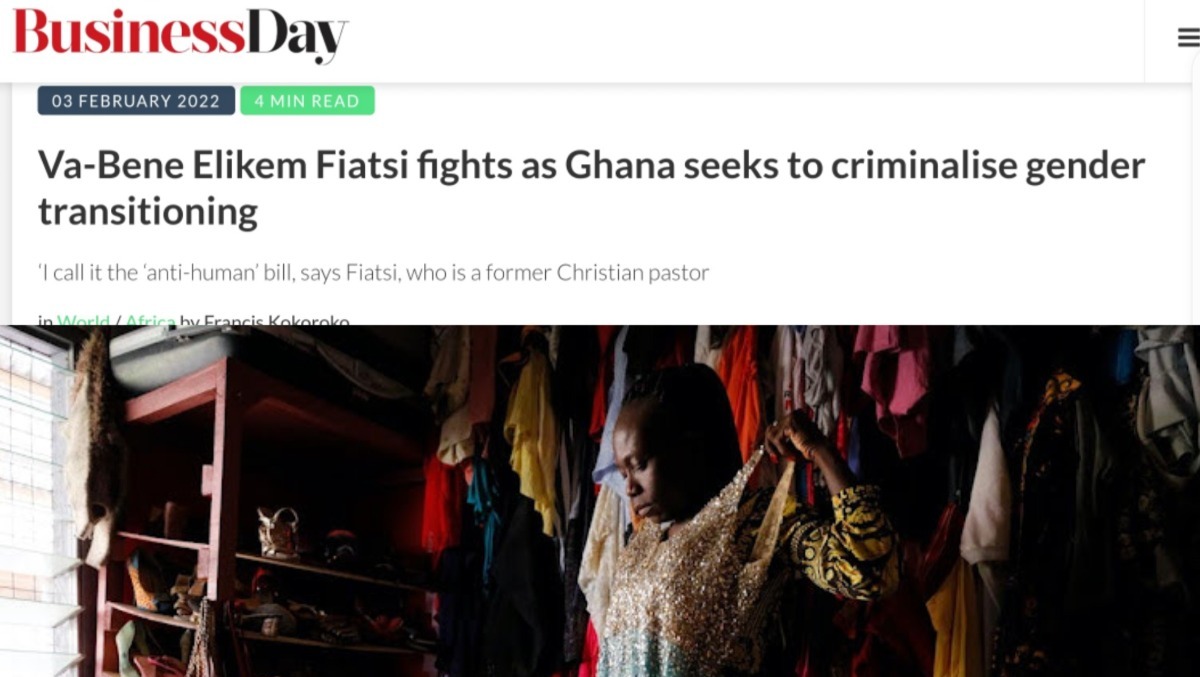 BusinessDay
03 FEBRUARY 2022 4 MIN READ
Va-Bene Elikem Fiatsi fights as Ghana seeks to criminalise gender
transitioning
‘I call it the ‘anti-human’ bill, says Fiatsi, who is a former Christian pastor
in World / Africa by Francis Kokoroko